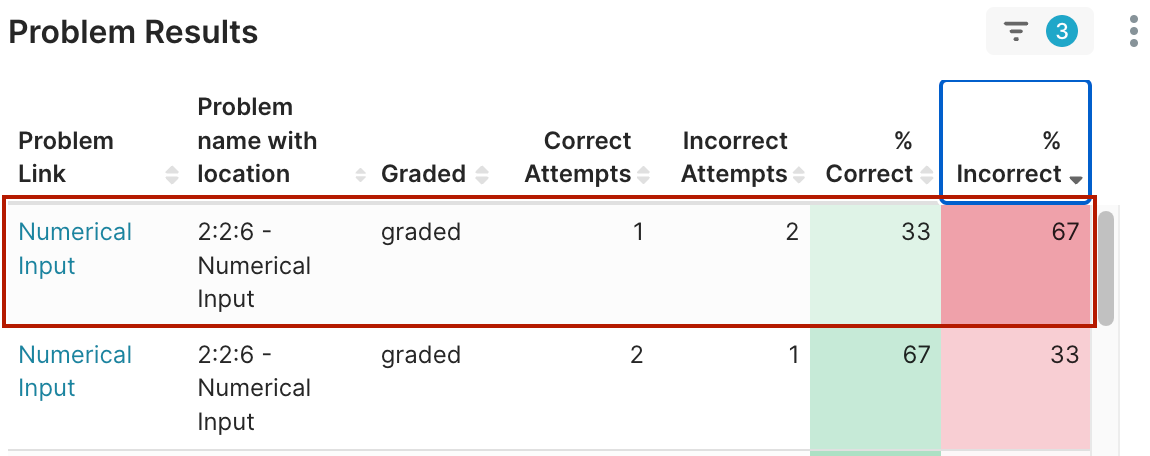 Problem Results
3
Problem Link
Problem name with location
Graded
Correct Attempts
Incorrect Attempts
% Correct
% Incorrect
Numerical Input
2:2:6 - Numerical Input
graded
1
2
33
67
Numerical Input
2:2:6 - Numerical Input
graded
2
1
67
33